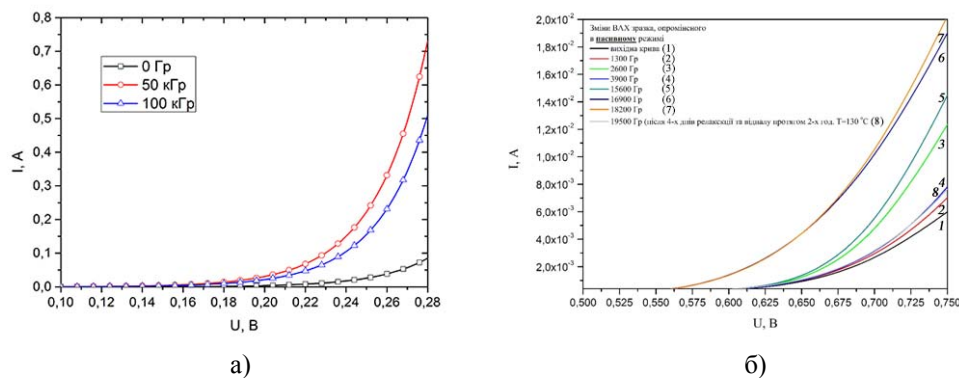 0,8
0,7
0,6
0,5
0,4
0,3
0,2
0,1
0,0
I, А
0 Гр
50 кГр
100 кГр
0,10 0,12 0,14 0,16 0,18 0,20 0,22 0,24 0,26 0,28
U, В
а)
2,0x10⁻²
1,8x10⁻²
1,6x10⁻²
1,4x10⁻²
1,2x10⁻²
1,0x10⁻²
8,0x10⁻³
6,0x10⁻³
4,0x10⁻³
2,0x10⁻³
I, А
Зміни ВАХ зразка, опроміненого
в пасивному режимі
вихідна крива (1)
1300 Гр (2)
2600 Гр (3)
3900 Гр (4)
15600 Гр (5)
16900 Гр (6)
18200 Гр (7)
19500 Гр (після 4-х днів релаксації та відпалу протягом 2-х год. T=130 °C (8)
7
6
5
3
4
8
2
1
0,500 0,525 0,550 0,575 0,600 0,625 0,650 0,675 0,700 0,725 0,750
U, В
б)